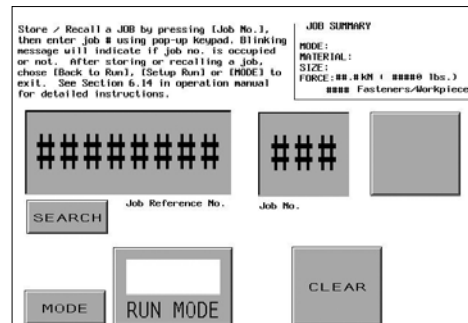 Store / Recall a JOB by pressing [Job No.],
then enter job # using pop-up Keypad. Blinking
message will indicate if job no. is occupied
or not. After storing or recalling a job,
chose [Back to Run], [Setup Run] or [MODE] to
exit. See Section 6.14 in operation manual
for detailed instructions.
JOB SUMMARY
MODE:
MATERIAL:
SIZE:
FORCE:##.#kN ( ####0 lbs.)
#### Fasteners/Workpiece
########
###
Job Reference No.
Job No.
SEARCH
MODE
RUN MODE
CLEAR